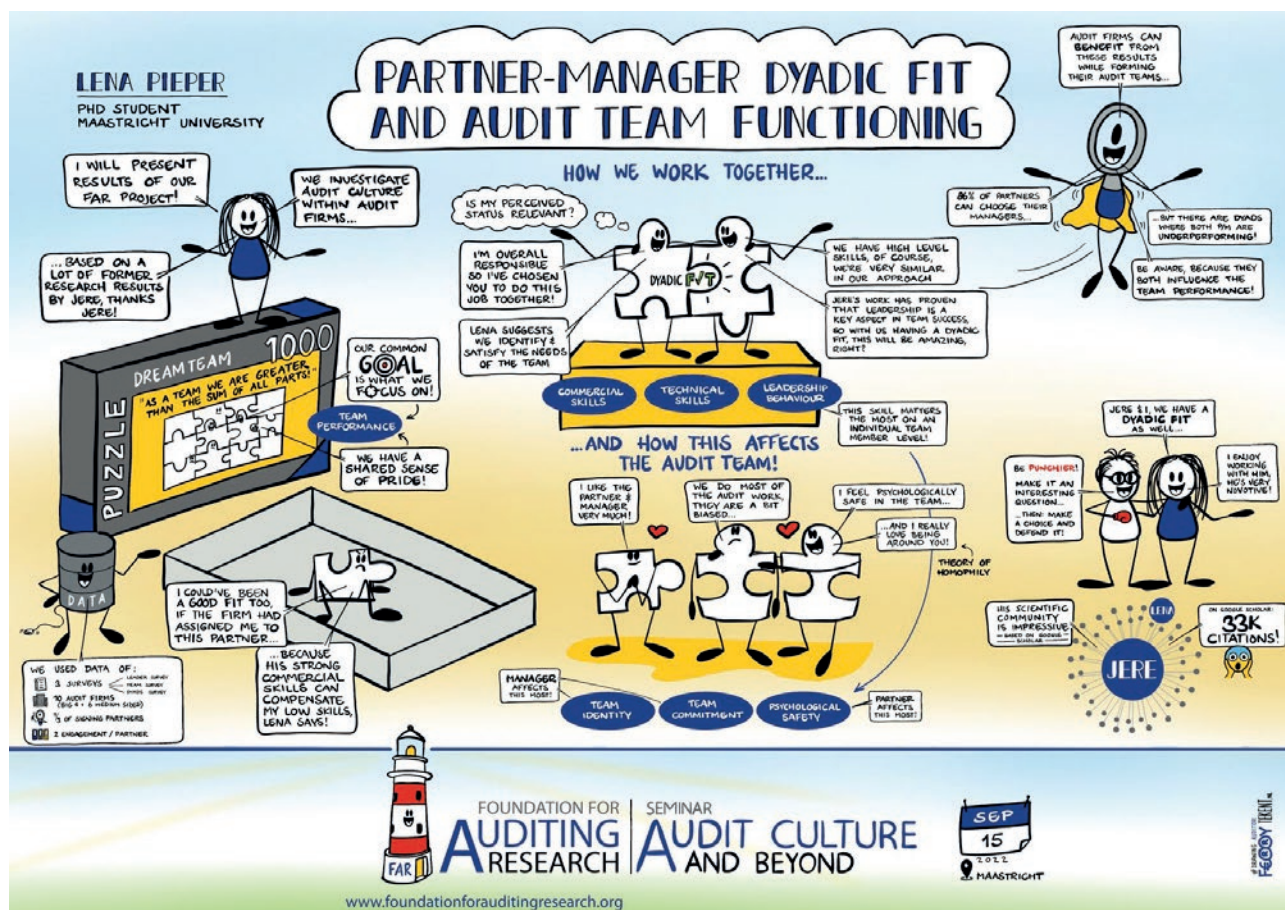 LENA PIEPER
PHD STUDENT
MAASTRICHT UNIVERSITY
PARTNER-MANAGER DYADIC FIT
AND AUDIT TEAM FUNCTIONING
HOW WE WORK TOGETHER...
I WILL PRESENT
RESULTS OF OUR
FAR PROJECT!
WE INVESTIGATE
AUDIT CULTURE
WITHIN AUDIT
FIRMS...
...BASED ON A
LOT OF FORMER
RESEARCH RESULTS
BY JERE, THANKS
JERE!
DREAM TEAM
1000
PUZZLE
"AS A TEAM WE ARE GREATER
THAN THE SUM OF ALL PARTS!"
OUR COMMON
GOAL
IS WHAT WE
FOCUS ON!
TEAM
PERFORMANCE
WE HAVE A
SHARED SENSE
OF PRIDE!
DATA
I COULD'VE BEEN
A GOOD FIT TOO,
IF THE FIRM HAD
ASSIGNED ME TO
THIS PARTNER...
...BECAUSE
HIS STRONG
COMMERCIAL
SKILLS CAN
COMPENSATE
MY LOW SKILLS,
LENA SAYS!
WE USED DATA OF:
3 SURVEYS
LEADER SURVEY
TEAM SURVEY
DYADS SURVEY
10 AUDIT FIRMS
(BIG 4 + 6 MEDIUM SIZED)
OF SIGNING PARTNERS
2 ENGAGEMENT / PARTNER
IS MY PERCEIVED
STATUS RELEVANT?
I'M OVERALL
RESPONSIBLE
SO I'VE CHOSEN
YOU TO DO THIS
JOB TOGETHER!
LENA SUGGESTS
WE IDENTIFY &
SATISFY THE NEEDS
OF THE TEAM
DYADIC FIT
WE HAVE HIGH LEVEL
SKILLS, OF COURSE,
WE'RE VERY SIMILAR
IN OUR APPROACH
JERE'S WORK HAS PROVEN
THAT LEADERSHIP IS A
KEY ASPECT IN TEAM SUCCESS,
SO WITH US HAVING A DYADIC
FIT, THIS WILL BE AMAZING,
RIGHT?
COMMERCIAL
SKILLS
TECHNICAL
SKILLS
LEADERSHIP
BEHAVIOUR
THIS SKILL MATTERS
THE MOST ON AN
INDIVIDUAL TEAM
MEMBER LEVEL!
...AND HOW THIS AFFECTS
THE AUDIT TEAM!
I LIKE THE
PARTNER &
MANAGER
VERY MUCH!
WE DO MOST OF
THE AUDIT WORK,
THEY ARE A BIT
BIASED...
I FEEL PSYCHOLOGICALLY
SAFE IN THE TEAM...
...AND I REALLY
LOVE BEING
AROUND YOU!
THEORY OF
HOMOPHILY
MANAGER
AFFECTS
THIS MOST!
TEAM
IDENTITY
TEAM
COMMITMENT
PSYCHOLOGICAL
SAFETY
PARTNER
AFFECTS
THIS MOST!
AUDIT FIRMS CAN
BENEFIT FROM
THESE RESULTS
WHILE FORMING
THEIR AUDIT TEAMS...
86% OF PARTNERS
CAN CHOOSE THEIR
MANAGERS...
...BUT THERE ARE DYADS
WHERE BOTH P/M ARE
UNDERPERFORMING!
BE AWARE, BECAUSE THEY
BOTH INFLUENCE THE
TEAM PERFORMANCE!
JERE & I, WE HAVE A
DYADIC FIT
AS WELL...
BE PUNCHIER!
MAKE IT AN
INTERESTING
QUESTION...
...THEN: MAKE
A CHOICE AND
DEFEND IT!
I ENJOY
WORKING
WITH HIM,
HE'S VERY
NOVOTIVE!
HIS SCIENTIFIC
COMMUNITY
IS IMPRESSIVE
BASED ON GOOGLE
SCHOLAR
LENA
JERE
ON GOOGLE SCHOLAR:
33K
CITATIONS!
FAR
FOUNDATION FOR
AUDITING
RESEARCH
SEMINAR
AUDIT CULTURE
AND BEYOND
SEP
15
2022
MAASTRICHT
www.foundationforauditingresearch.org